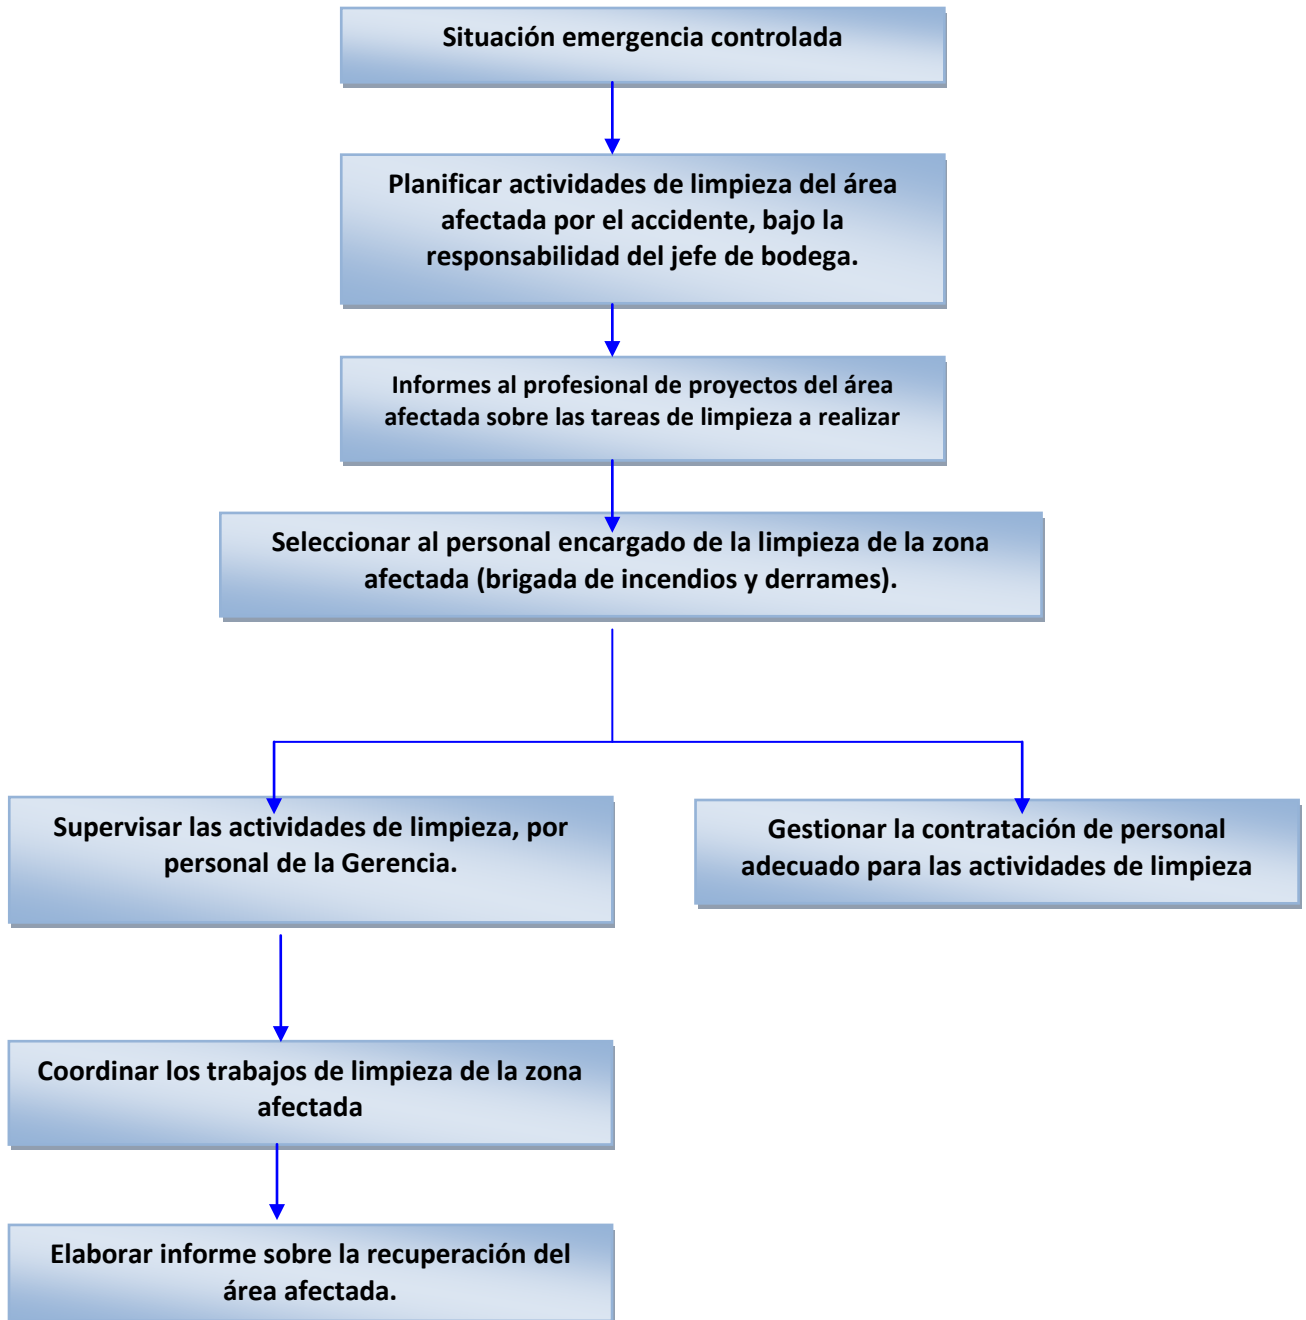 Situación emergencia controlada
Planificar actividades de limpieza del área
afectada por el accidente, bajo la
responsabilidad del jefe de bodega.
Informes al profesional de proyectos del área
afectada sobre las tareas de limpieza a realizar
Seleccionar al personal encargado de la limpieza de la zona
afectada (brigada de incendios y derrames).
Supervisar las actividades de limpieza, por
personal de la Gerencia.
Gestionar la contratación de personal
adecuado para las actividades de limpieza
Coordinar los trabajos de limpieza de la zona
afectada
Elaborar informe sobre la recuperación del
área afectada.